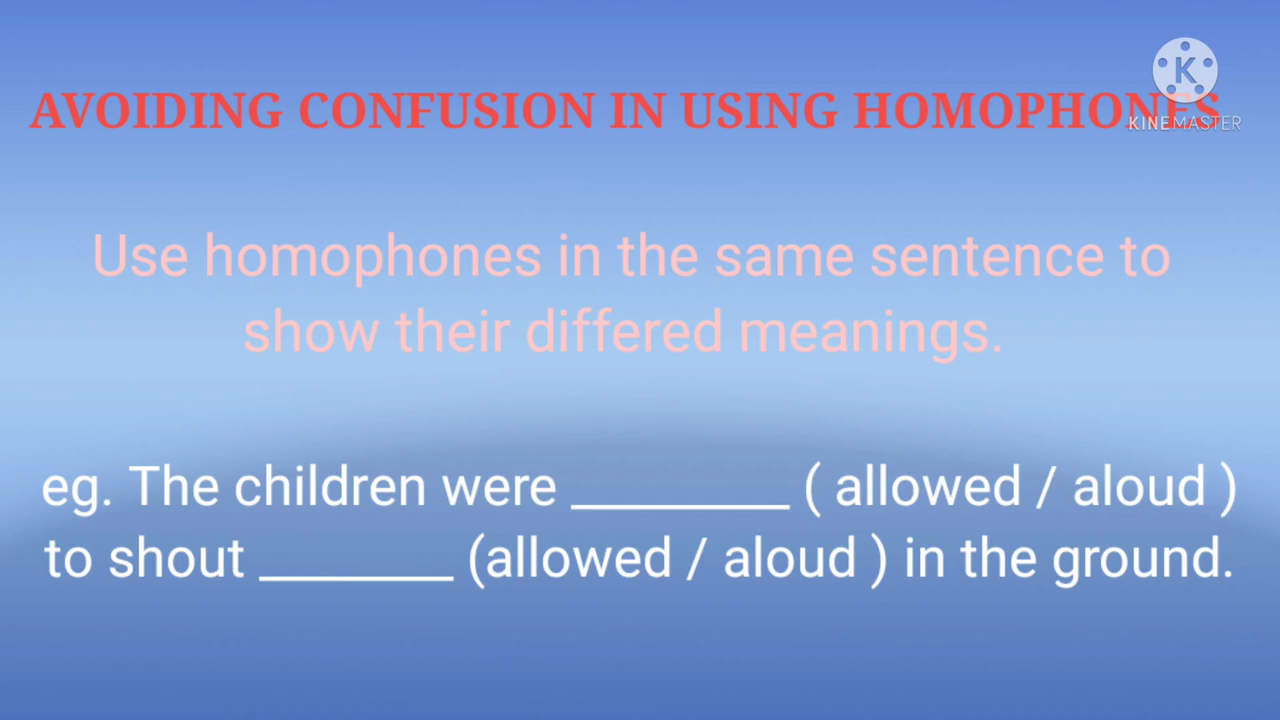 AVOIDING CONFUSION IN USING HOMOPHONES
K
KINEMASTER
Use homophones in the same sentence to
show their differed meanings.
eg. The children were ________ ( allowed / aloud )
to shout _______ (allowed / aloud ) in the ground.